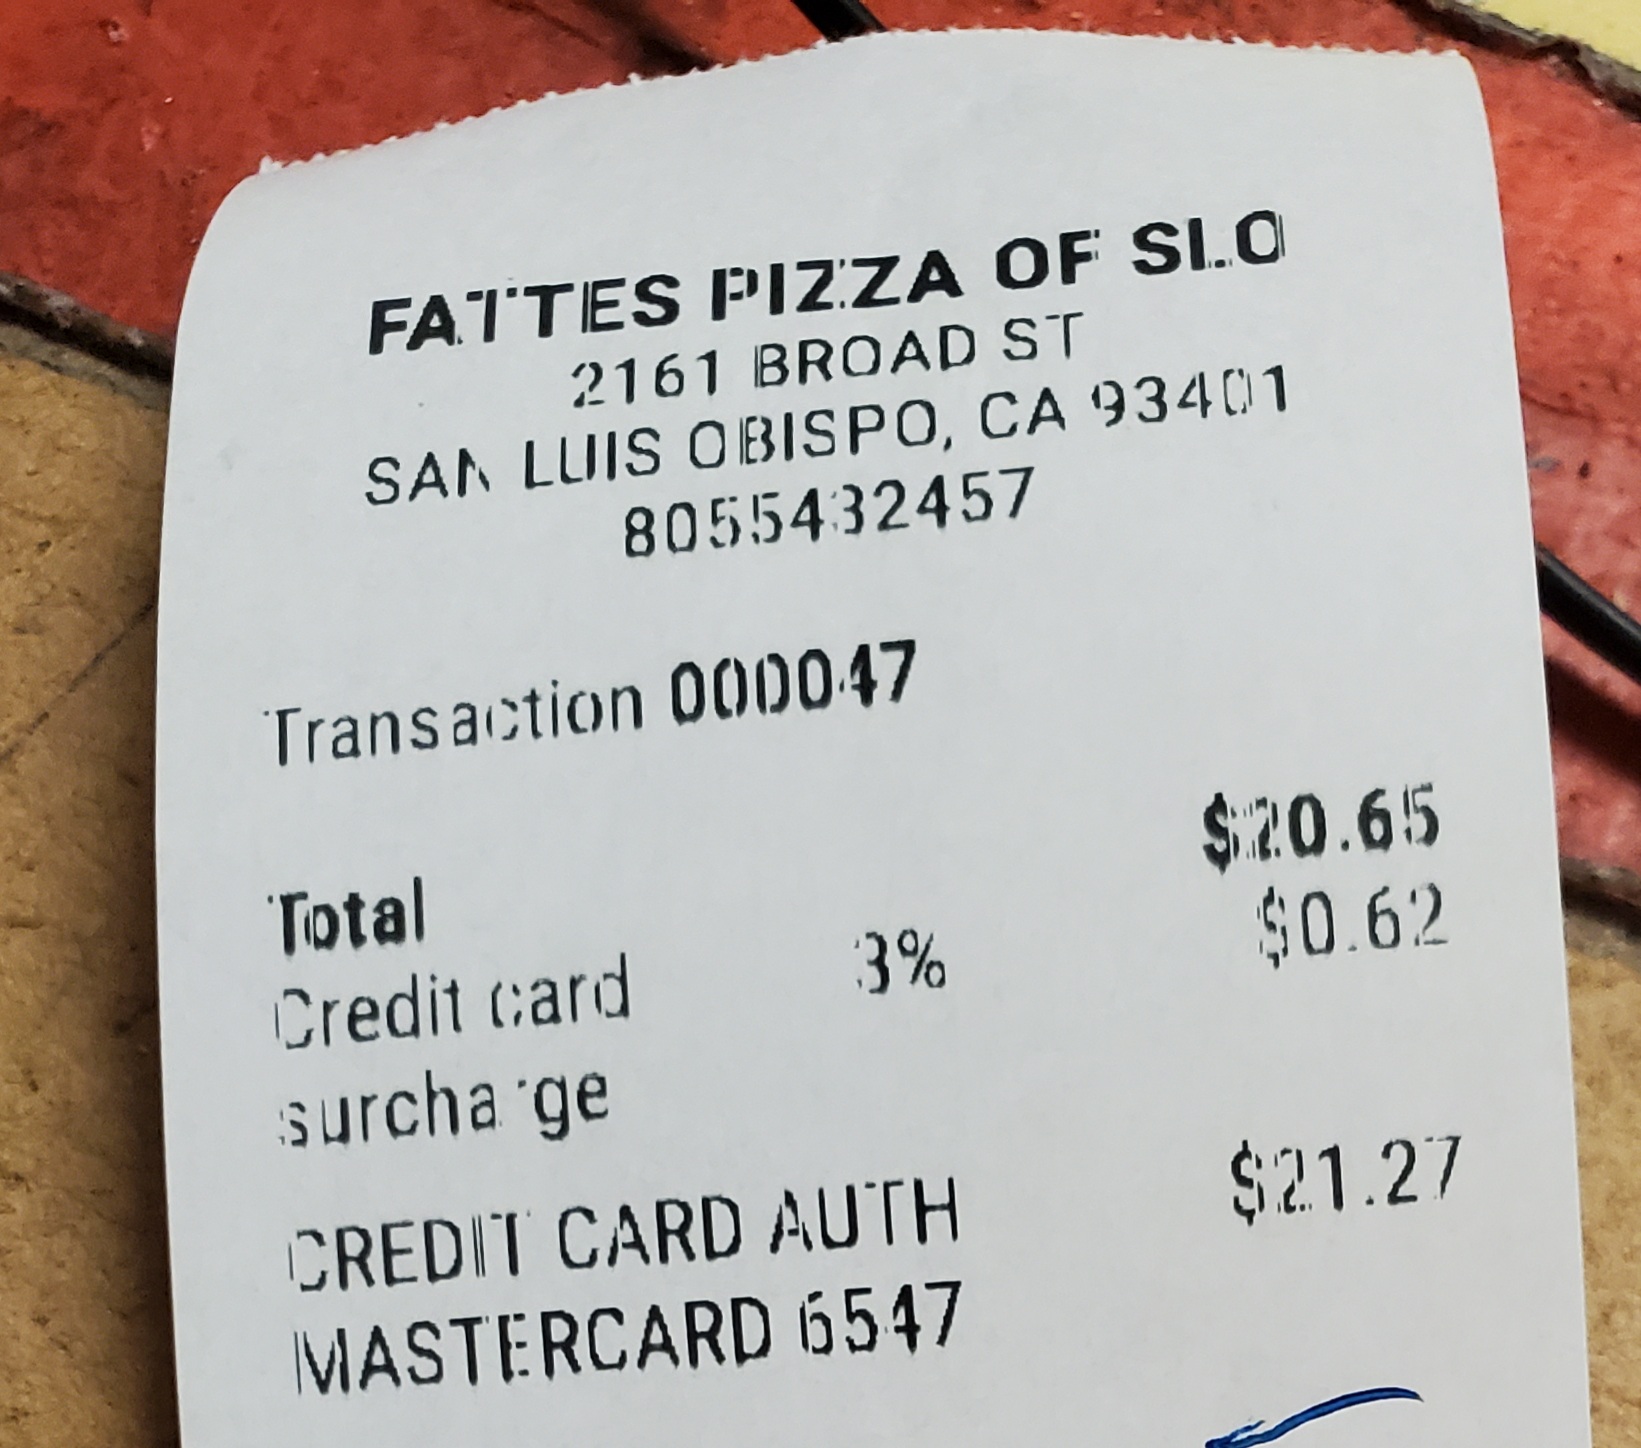 FATTES PIZZA OF SLO
2161 BROAD ST
SAN LUIS OBISPO, CA 93401
8055432457
Transaction 000047
Total $20.65
Credit card 3% $0.62
surcharge
CREDIT CARD AUTH $21.27
MASTERCARD 6547